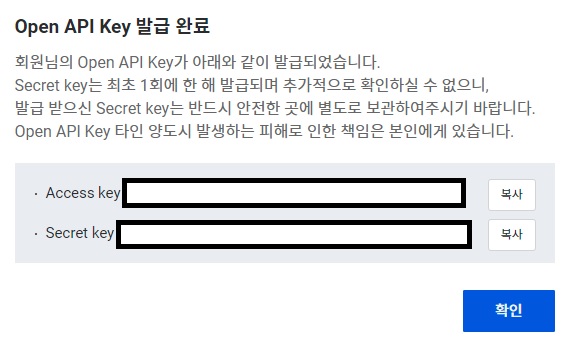 Open API Key 발급 완료
회원님의 Open API Key가 아래와 같이 발급되었습니다.
Secret key는 최초 1회에 한 해 발급되며 추가적으로 확인하실 수 없으니,
발급 받으신 Secret key는 반드시 안전한 곳에 별도로 보관하여주시기 바랍니다.
Open API Key 타인 양도시 발생하는 피해로 인한 책임은 본인에게 있습니다.
· Access key 복사
· Secret key 복사
확인